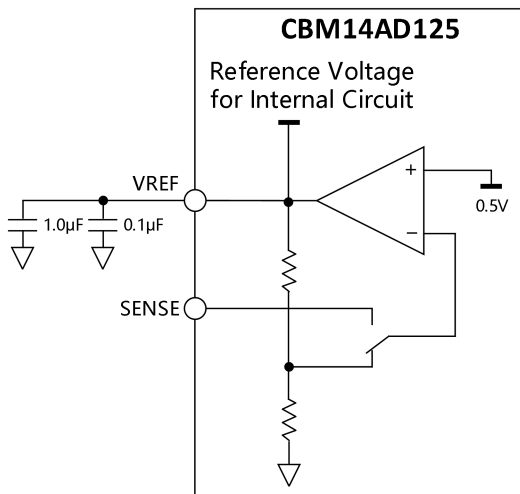 CBM14AD125
Reference Voltage
for Internal Circuit
VREF
+
0.5V
1.0μF
0.1μF
−
SENSE